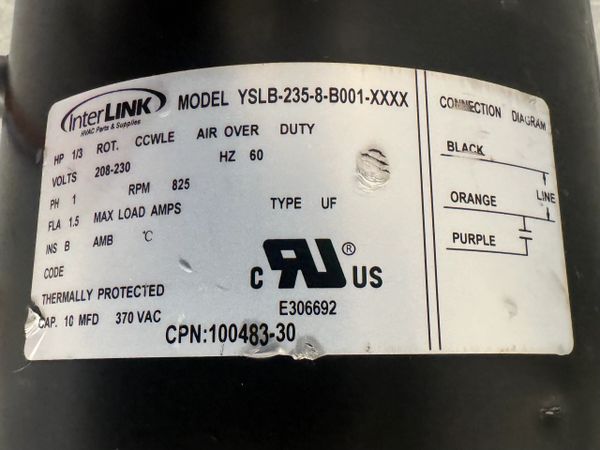 InterLINK
HVAC Parts & Supplies
MODEL YSLB-235-8-B001-XXXX
HP 1/3 ROT. CCWLE AIR OVER DUTY
VOLTS 208-230 HZ 60
PH 1 RPM 825
FLA 1.5 MAX LOAD AMPS TYPE UF
INS B AMB ℃
CODE
THERMALLY PROTECTED
CAP. 10 MFD 370 VAC
C RU ® US
E306692
CPN:100483-30
CONNECTION DIAGRAM
BLACK
ORANGE
LINE
PURPLE